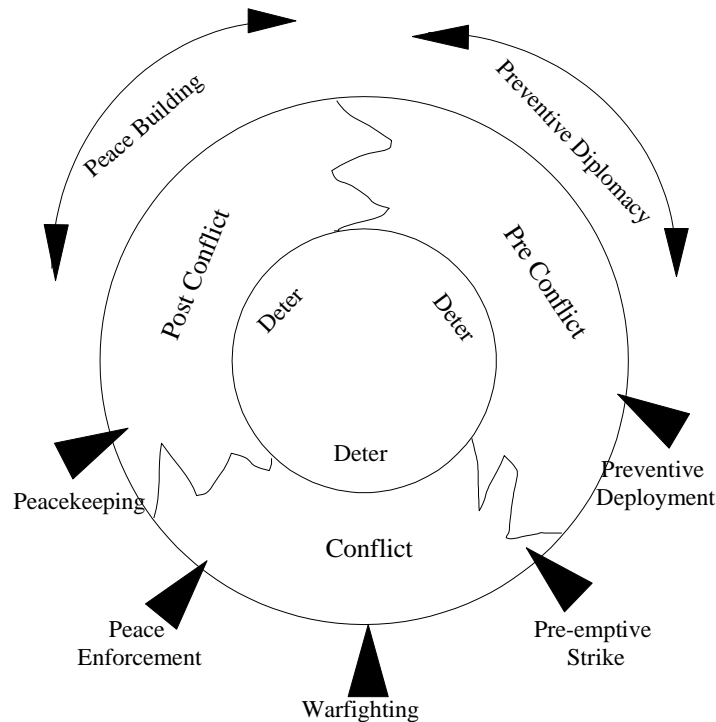 Peace Building
Preventive Diplomacy
Post Conflict
Pre Conflict
Deter
Deter
Deter
Conflict
Peacekeeping
Preventive
Deployment
Peace
Enforcement
Pre-emptive
Strike
Warfighting